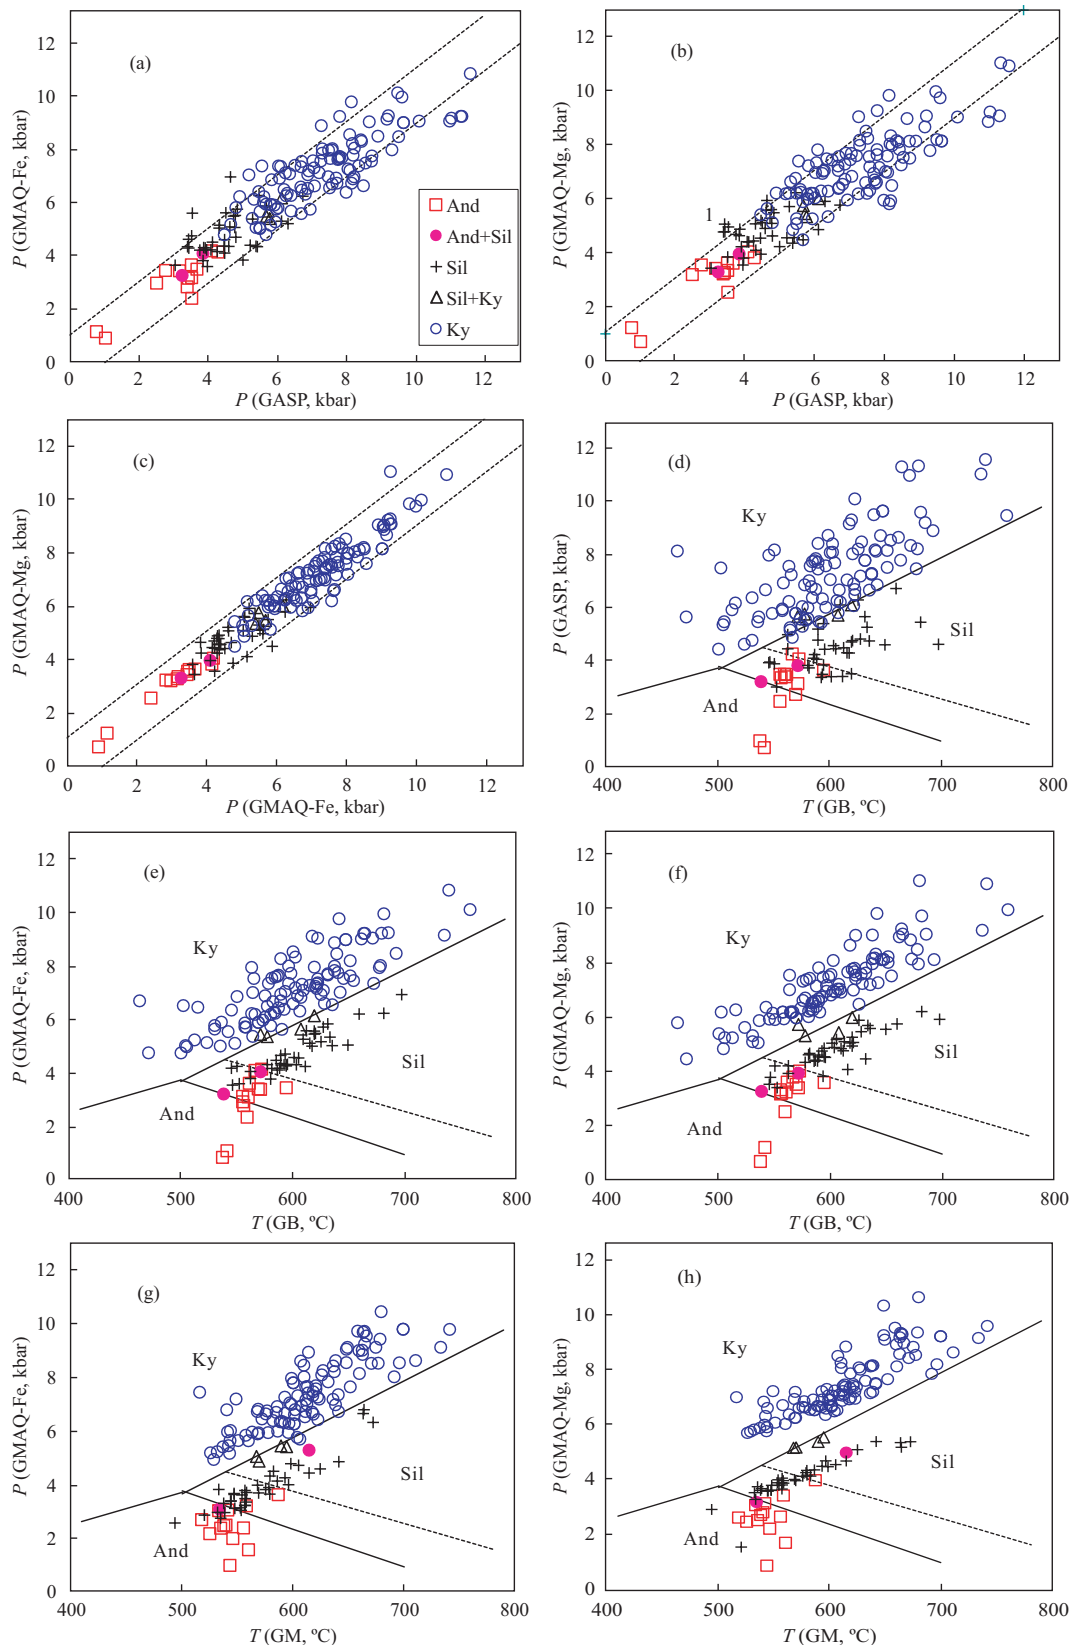 (a)
P (GMAQ-Fe, kbar)
12
10
8
6
4
2
0
And
And+Sil
Sil
Sil+Ky
Ky
0 2 4 6 8 10 12
P (GASP, kbar)
(b)
P (GMAQ-Mg, kbar)
12
10
8
6
4
2
0
1
0 2 4 6 8 10 12
P (GASP, kbar)
(c)
P (GMAQ-Mg, kbar)
12
10
8
6
4
2
0
2 4 6 8 10 12
P (GMAQ-Fe, kbar)
(d)
P (GASP, kbar)
12
10
8
6
4
2
0
Ky
Sil
And
400 500 600 700 800
T (GB, ºC)
(e)
P (GMAQ-Fe, kbar)
12
10
8
6
4
2
0
Ky
Sil
And
400 500 600 700 800
T (GB, ºC)
(f)
P (GMAQ-Mg, kbar)
12
10
8
6
4
2
0
Ky
Sil
And
400 500 600 700 800
T (GB, ºC)
(g)
P (GMAQ-Fe, kbar)
12
10
8
6
4
2
0
Ky
Sil
And
400 500 600 700 800
T (GM, ºC)
(h)
P (GMAQ-Mg, kbar)
12
10
8
6
4
2
0
Ky
Sil
And
400 500 600 700 800
T (GM, ºC)